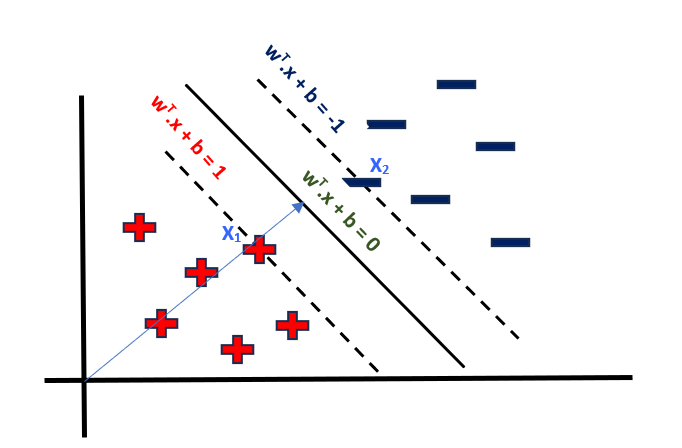 wᵀ.x + b = -1
wᵀ.x + b = 1
X₂
wᵀ.x + b = 0
X₁